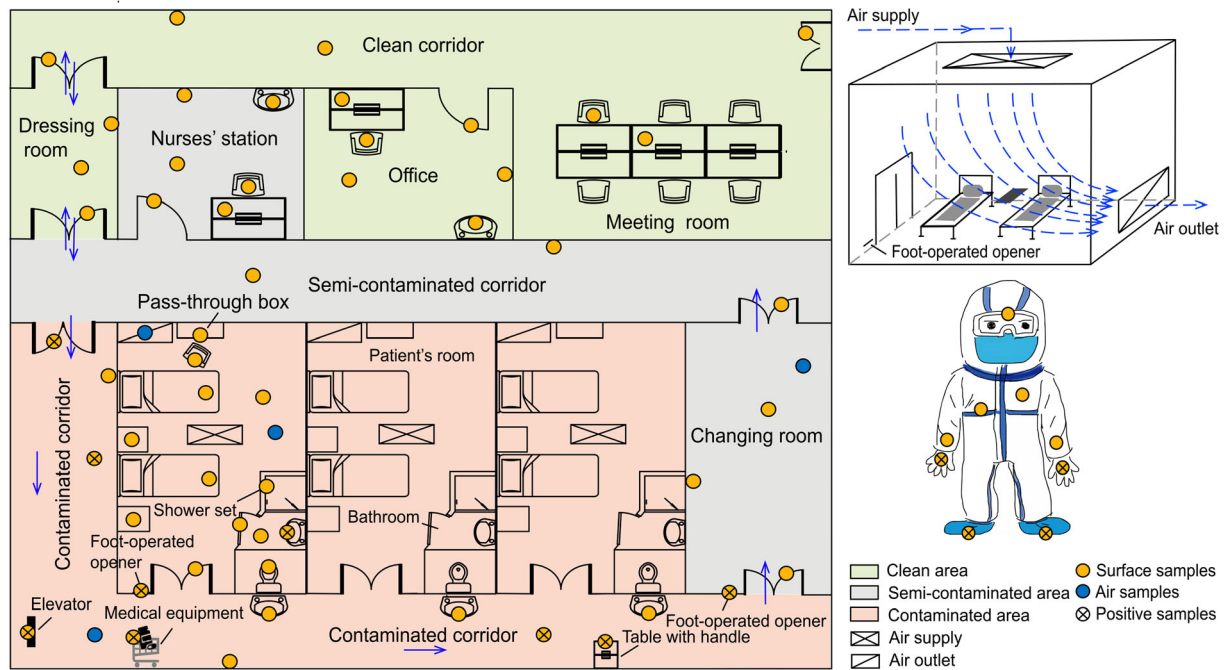 Clean corridor
Dressing
room
Nurses' station
Office
Meeting room
Semi-contaminated corridor
Pass-through box
Patient's room
Contaminated corridor
Changing room
Shower set
Bathroom
Foot-operated
opener
Elevator
Medical equipment
Contaminated corridor
Foot-operated opener
Table with handle
Air supply
Foot-operated opener
Air outlet
Clean area
Semi-contaminated area
Contaminated area
Air supply
Air outlet
Surface samples
Air samples
Positive samples